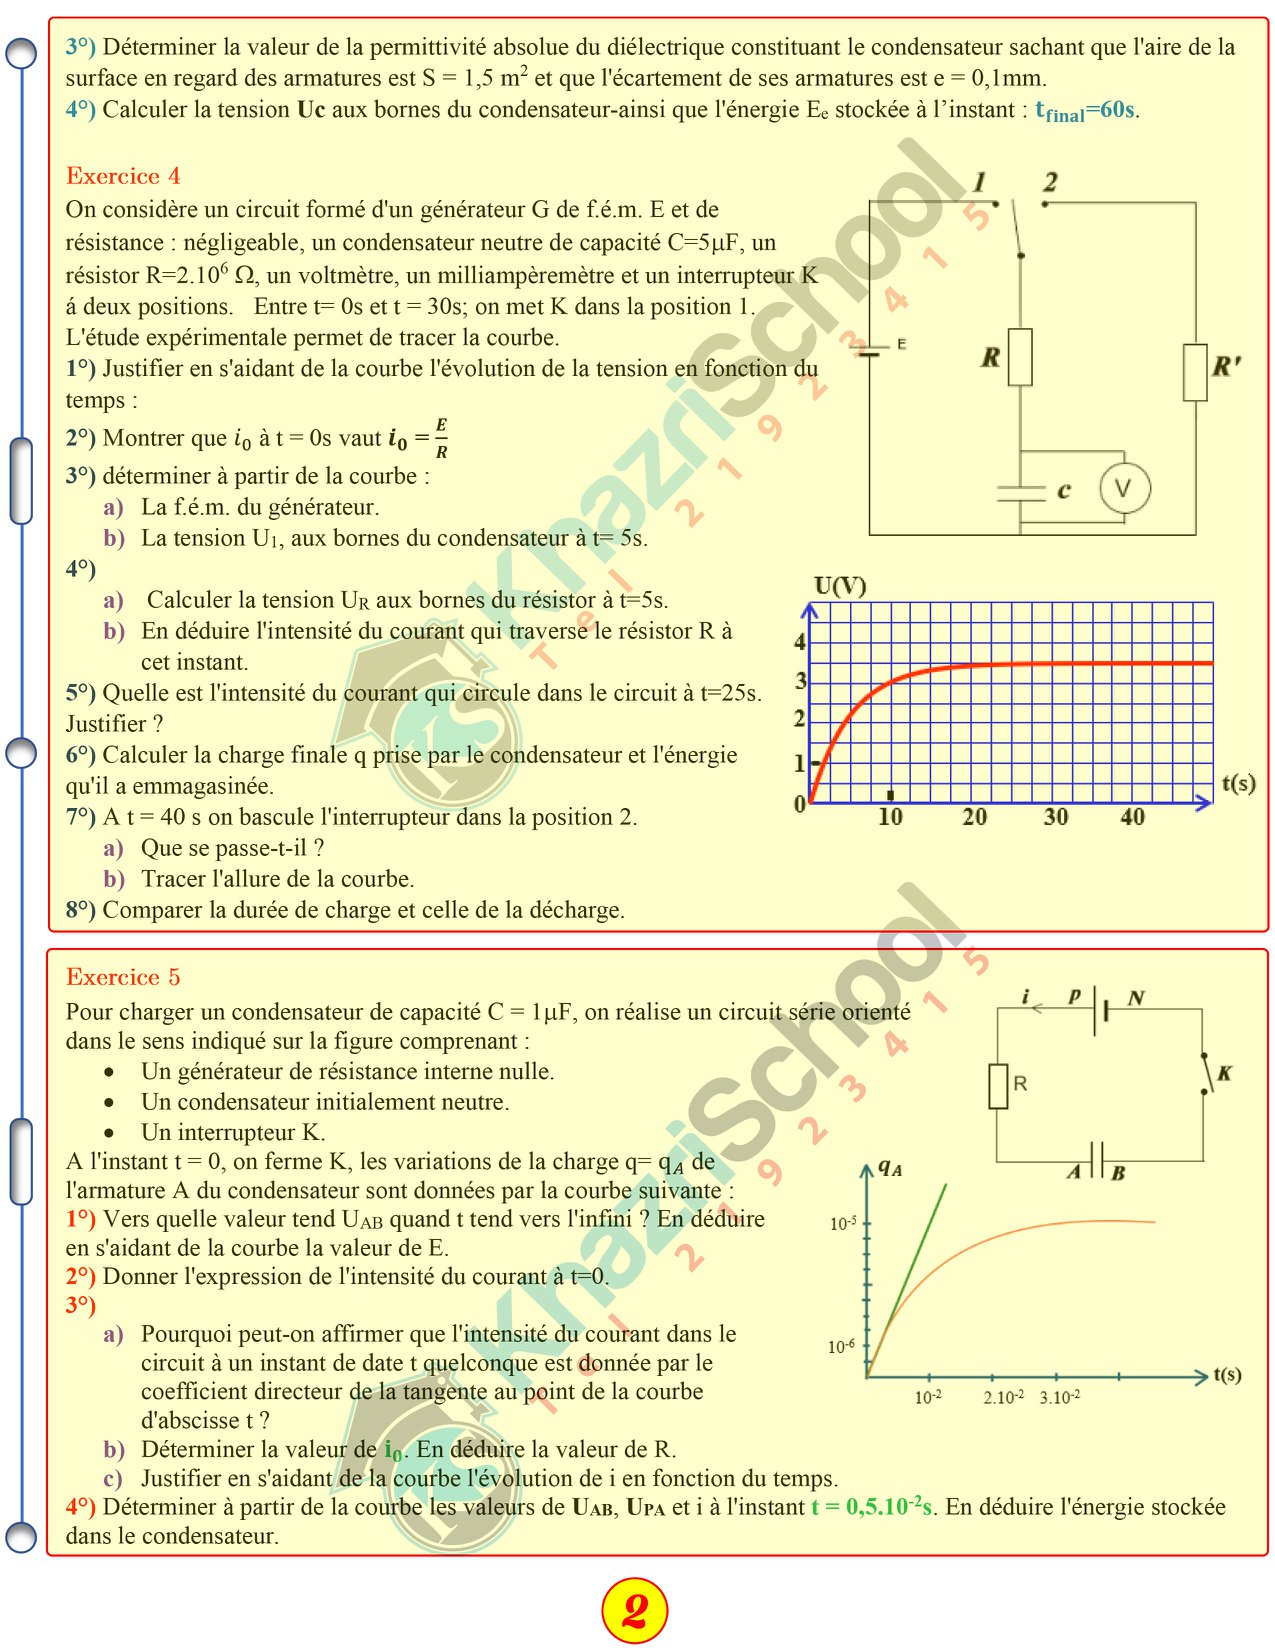 3°) Déterminer la valeur de la permittivité absolue du diélectrique constituant le condensateur sachant que l'aire de la
surface en regard des armatures est S = 1,5 m² et que l'écartement de ses armatures est e = 0,1mm.
4°) Calculer la tension Uc aux bornes du condensateur-ainsi que l'énergie Eₑ stockée à l’instant : t_final=60s.
Exercice 4
On considère un circuit formé d'un générateur G de f.é.m. E et de
résistance : négligeable, un condensateur neutre de capacité C=5µF, un
résistor R=2.10⁶ Ω, un voltmètre, un milliampèremètre et un interrupteur K
á deux positions. Entre t= 0s et t = 30s; on met K dans la position 1.
L'étude expérimentale permet de tracer la courbe.
1°) Justifier en s'aidant de la courbe l'évolution de la tension en fonction du
temps :
2°) Montrer que i₀ à t = 0s vaut i₀ = E/R
3°) déterminer à partir de la courbe :
a) La f.é.m. du générateur.
b) La tension U₁, aux bornes du condensateur à t= 5s.
4°)
a) Calculer la tension U_R aux bornes du résistor à t=5s.
b) En déduire l'intensité du courant qui traverse le résistor R à
cet instant.
5°) Quelle est l'intensité du courant qui circule dans le circuit à t=25s.
Justifier ?
6°) Calculer la charge finale q prise par le condensateur et l'énergie
qu'il a emmagasinée.
7°) A t = 40 s on bascule l'interrupteur dans la position 2.
a) Que se passe-t-il ?
b) Tracer l'allure de la courbe.
8°) Comparer la durée de charge et celle de la décharge.
1 2
E
R
R'
C
V
U(V)
4
3
2
1
0
10 20 30 40
t(s)
Exercice 5
Pour charger un condensateur de capacité C = 1µF, on réalise un circuit série orienté
dans le sens indiqué sur la figure comprenant :
• Un générateur de résistance interne nulle.
• Un condensateur initialement neutre.
• Un interrupteur K.
A l'instant t = 0, on ferme K, les variations de la charge q= q_A de
l'armature A du condensateur sont données par la courbe suivante :
1°) Vers quelle valeur tend U_AB quand t tend vers l'infini ? En déduire
en s'aidant de la courbe la valeur de E.
2°) Donner l'expression de l'intensité du courant à t=0.
3°)
a) Pourquoi peut-on affirmer que l'intensité du courant dans le
circuit à un instant de date t quelconque est donnée par le
coefficient directeur de la tangente au point de la courbe
d'abscisse t ?
b) Déterminer la valeur de i₀. En déduire la valeur de R.
c) Justifier en s'aidant de la courbe l'évolution de i en fonction du temps.
4°) Déterminer à partir de la courbe les valeurs de U_AB, U_PA et i à l'instant t = 0,5.10⁻²s. En déduire l'énergie stockée
dans le condensateur.
i P N
R
K
A B
q_A
10⁻⁵
10⁻⁶
10⁻² 2.10⁻² 3.10⁻²
t(s)
KhazriSchool
Tel 21923415
KS
KhazriSchool
Tel 21923415
KS
2